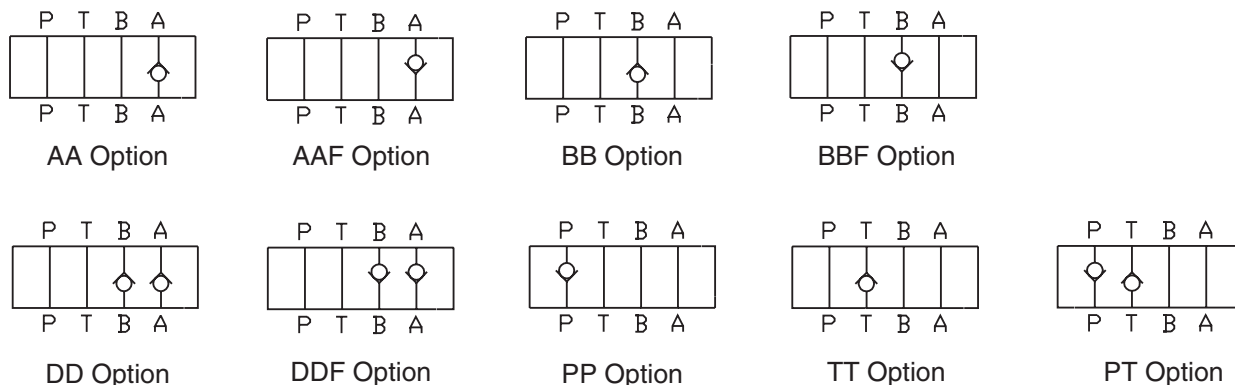 P T B A P T B A P T B A P T B A
P T B A P T B A P T B A P T B A
AA Option AAF Option BB Option BBF Option
P T B A P T B A P T B A P T B A P T B A
P T B A P T B A P T B A P T B A P T B A
DD Option DDF Option PP Option TT Option PT Option